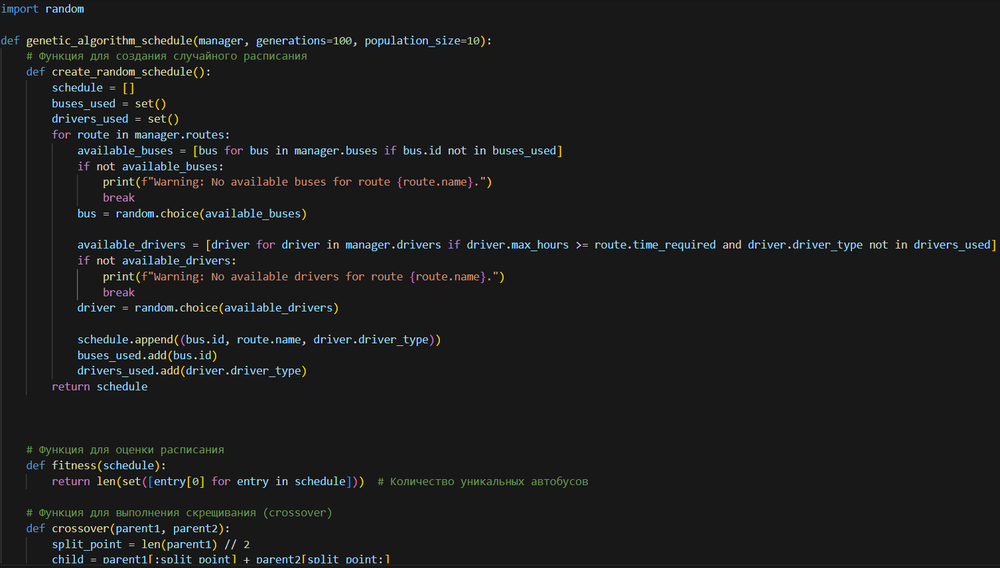 import random
def genetic_algorithm_schedule(manager, generations=100, population_size=10):
    # Функция для создания случайного расписания
    def create_random_schedule():
        schedule = []
        buses_used = set()
        drivers_used = set()
        for route in manager.routes:
            available_buses = [bus for bus in manager.buses if bus.id not in buses_used]
            if not available_buses:
                print(f"Warning: No available buses for route {route.name}.")
                break
            bus = random.choice(available_buses)
            available_drivers = [driver for driver in manager.drivers if driver.max_hours >= route.time_required and driver.driver_type not in drivers_used]
            if not available_drivers:
                print(f"Warning: No available drivers for route {route.name}.")
                break
            driver = random.choice(available_drivers)
            schedule.append((bus.id, route.name, driver.driver_type))
            buses_used.add(bus.id)
            drivers_used.add(driver.driver_type)
        return schedule
    # Функция для оценки расписания
    def fitness(schedule):
        return len(set([entry[0] for entry in schedule]))  # Количество уникальных автобусов
    # Функция для выполнения скрещивания (crossover)
    def crossover(parent1, parent2):
        split_point = len(parent1) // 2
        child = parent1[:split_point] + parent2[split_point:]